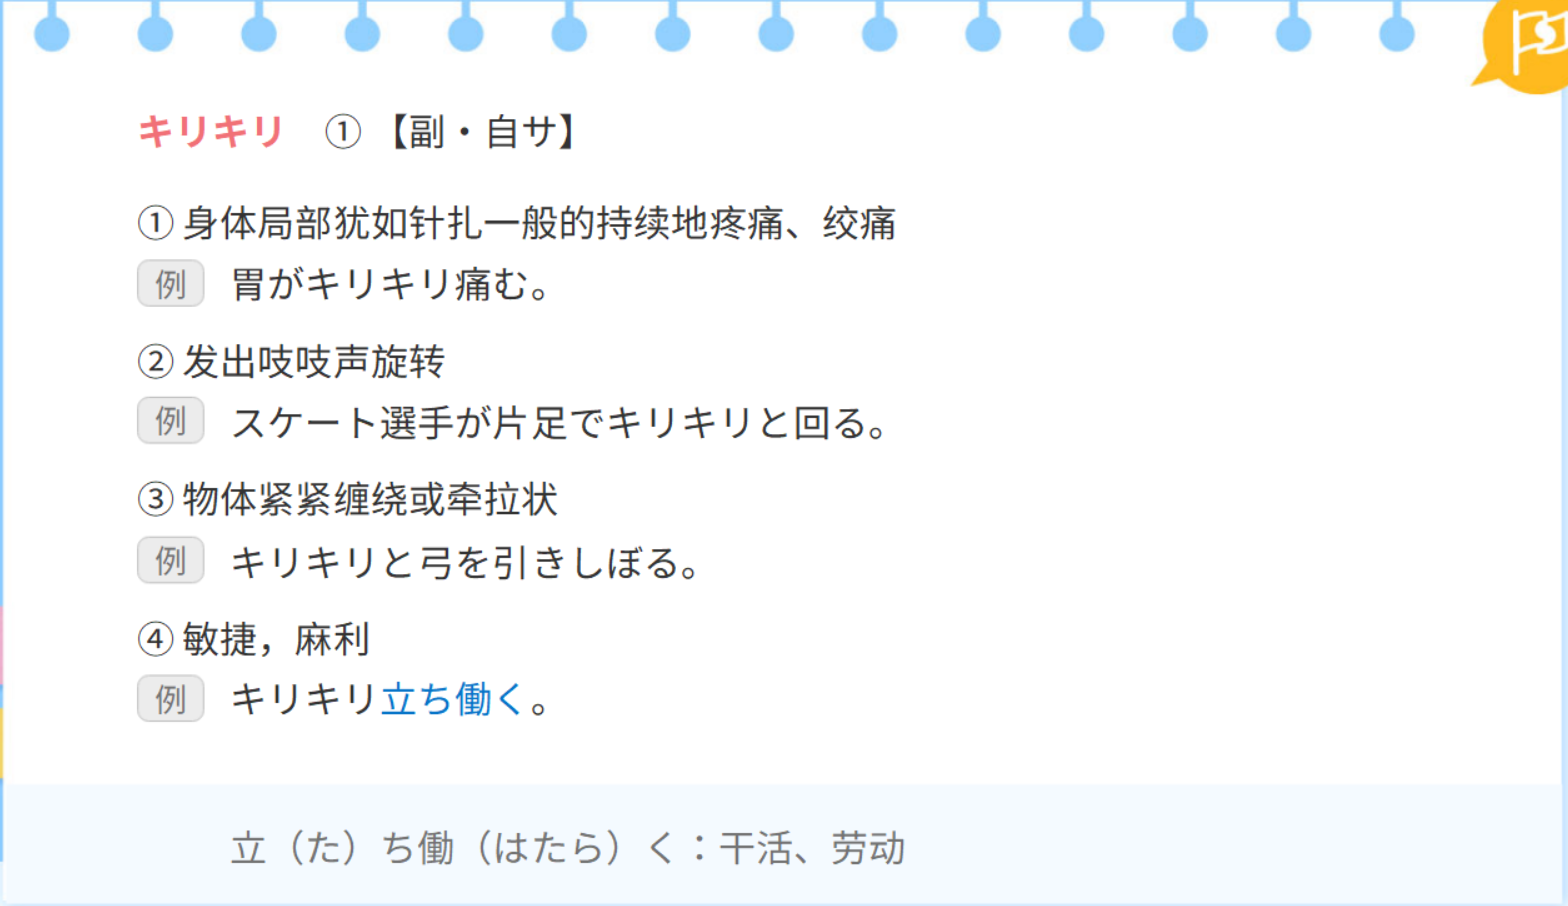 キリキリ ① 【副・自サ】
① 身体局部犹如针扎一般的持续地疼痛、绞痛
例 胃がキリキリ痛む。
② 发出吱吱声旋转
例 スケート選手が片足でキリキリと回る。
③ 物体紧紧缠绕或牵拉状
例 キリキリと弓を引きしぼる。
④ 敏捷，麻利
例 キリキリ立ち働く。
立（た）ち働（はたら）く：干活、劳动